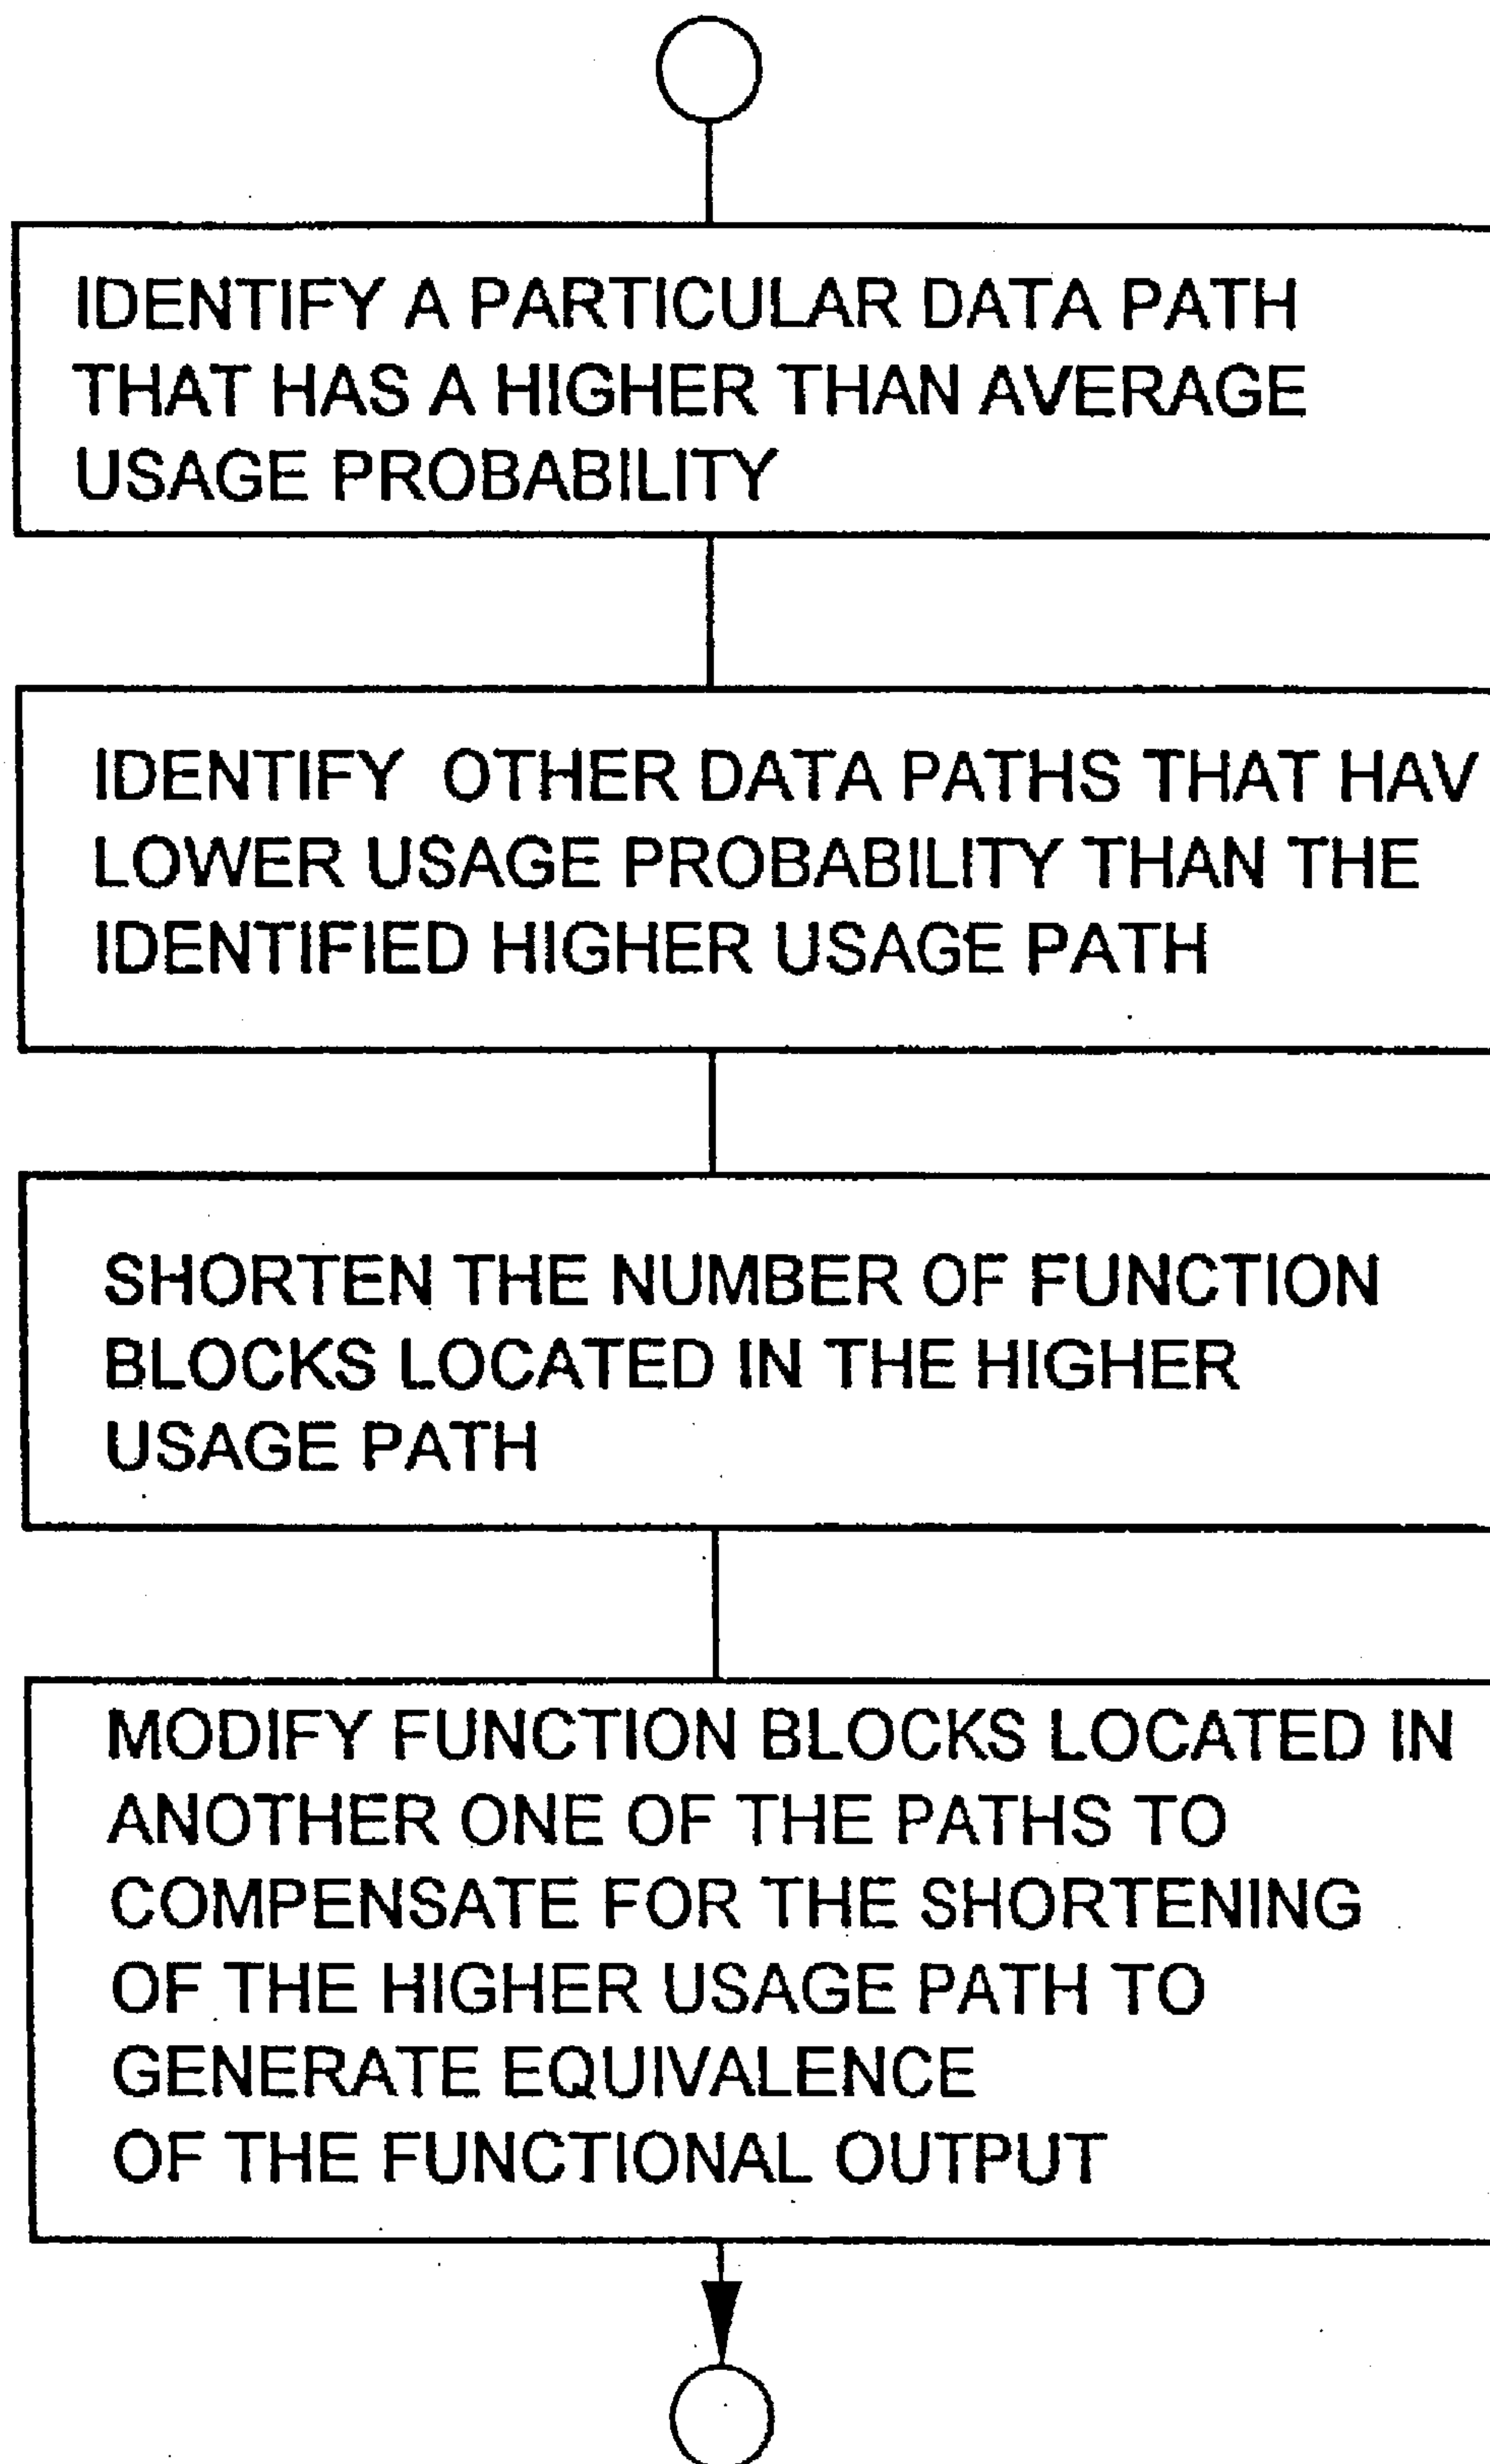 IDENTIFY A PARTICULAR DATA PATH
THAT HAS A HIGHER THAN AVERAGE
USAGE PROBABILITY
IDENTIFY OTHER DATA PATHS THAT HAV
LOWER USAGE PROBABILITY THAN THE
IDENTIFIED HIGHER USAGE PATH
SHORTEN THE NUMBER OF FUNCTION
BLOCKS LOCATED IN THE HIGHER
USAGE PATH
MODIFY FUNCTION BLOCKS LOCATED IN
ANOTHER ONE OF THE PATHS TO
COMPENSATE FOR THE SHORTENING
OF THE HIGHER USAGE PATH TO
GENERATE EQUIVALENCE
OF THE FUNCTIONAL OUTPUT